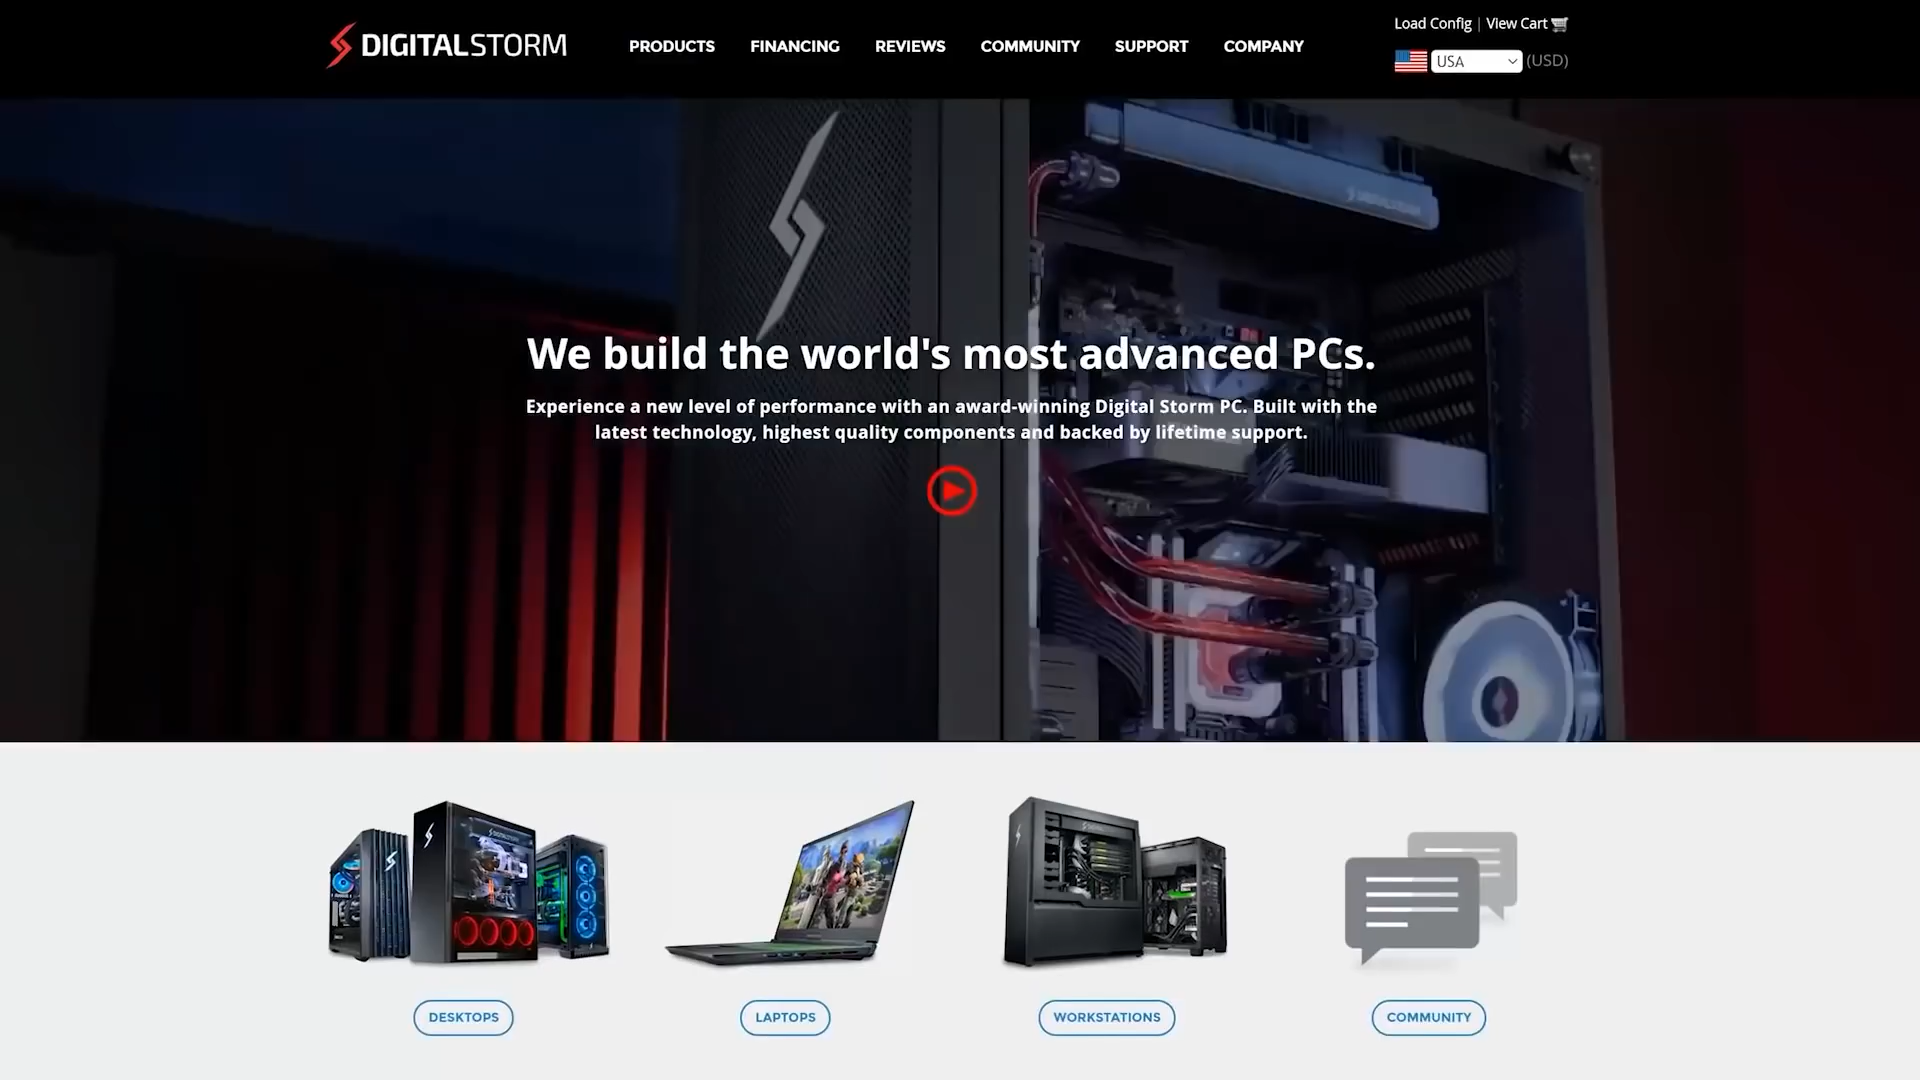 DIGITALSTORM
PRODUCTS
FINANCING
REVIEWS
COMMUNITY
SUPPORT
COMPANY
Load Config | View Cart
USA
(USD)
We build the world's most advanced PCs.
Experience a new level of performance with an award-winning Digital Storm PC. Built with the
latest technology, highest quality components and backed by lifetime support.
DESKTOPS
LAPTOPS
WORKSTATIONS
COMMUNITY